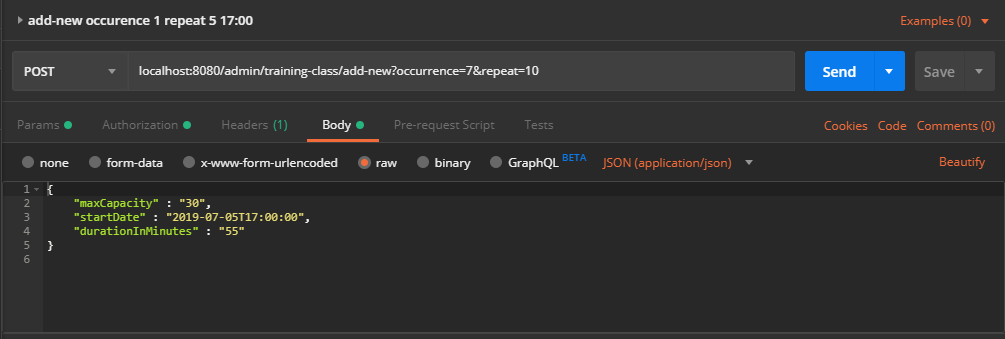 add-new occurence 1 repeat 5 17:00
Examples (0)
POST
localhost:8080/admin/training-class/add-new?occurrence=7&repeat=10
Send
Save
Params
Authorization
Headers (1)
Body
Pre-request Script
Tests
Cookies
Code
Comments (0)
none
form-data
x-www-form-urlencoded
raw
binary
GraphQL BETA
JSON (application/json)
Beautify
1 {
2 "maxCapacity" : "30",
3 "startDate" : "2019-07-05T17:00:00",
4 "durationInMinutes" : "55"
5 }
6